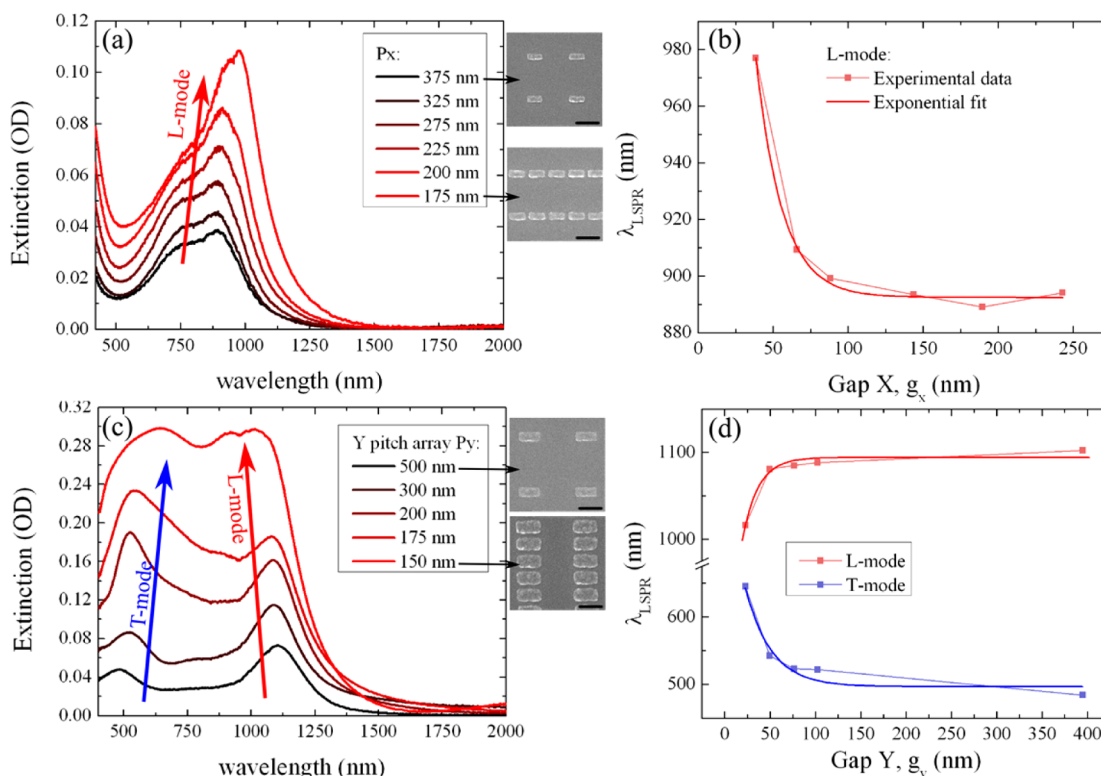 (a)
Extinction (OD)
0.12
0.10
0.08
0.06
0.04
0.02
0.00
L-mode
Px:
375 nm
325 nm
275 nm
225 nm
200 nm
175 nm
500 750 1000 1250 1500 1750 2000
wavelength (nm)
(b)
λLSPR (nm)
980
960
940
920
900
880
L-mode:
Experimental data
Exponential fit
0 50 100 150 200 250
Gap X, gx (nm)
(c)
Extinction (OD)
0.32
0.28
0.24
0.20
0.16
0.12
0.08
0.04
0.00
T-mode
L-mode
Y pitch array Py:
500 nm
300 nm
200 nm
175 nm
150 nm
500 750 1000 1250 1500 1750 2000
wavelength (nm)
(d)
λLSPR (nm)
1100
1000
600
500
L-mode
T-mode
0 50 100 150 200 250 300 350 400
Gap Y, gy (nm)